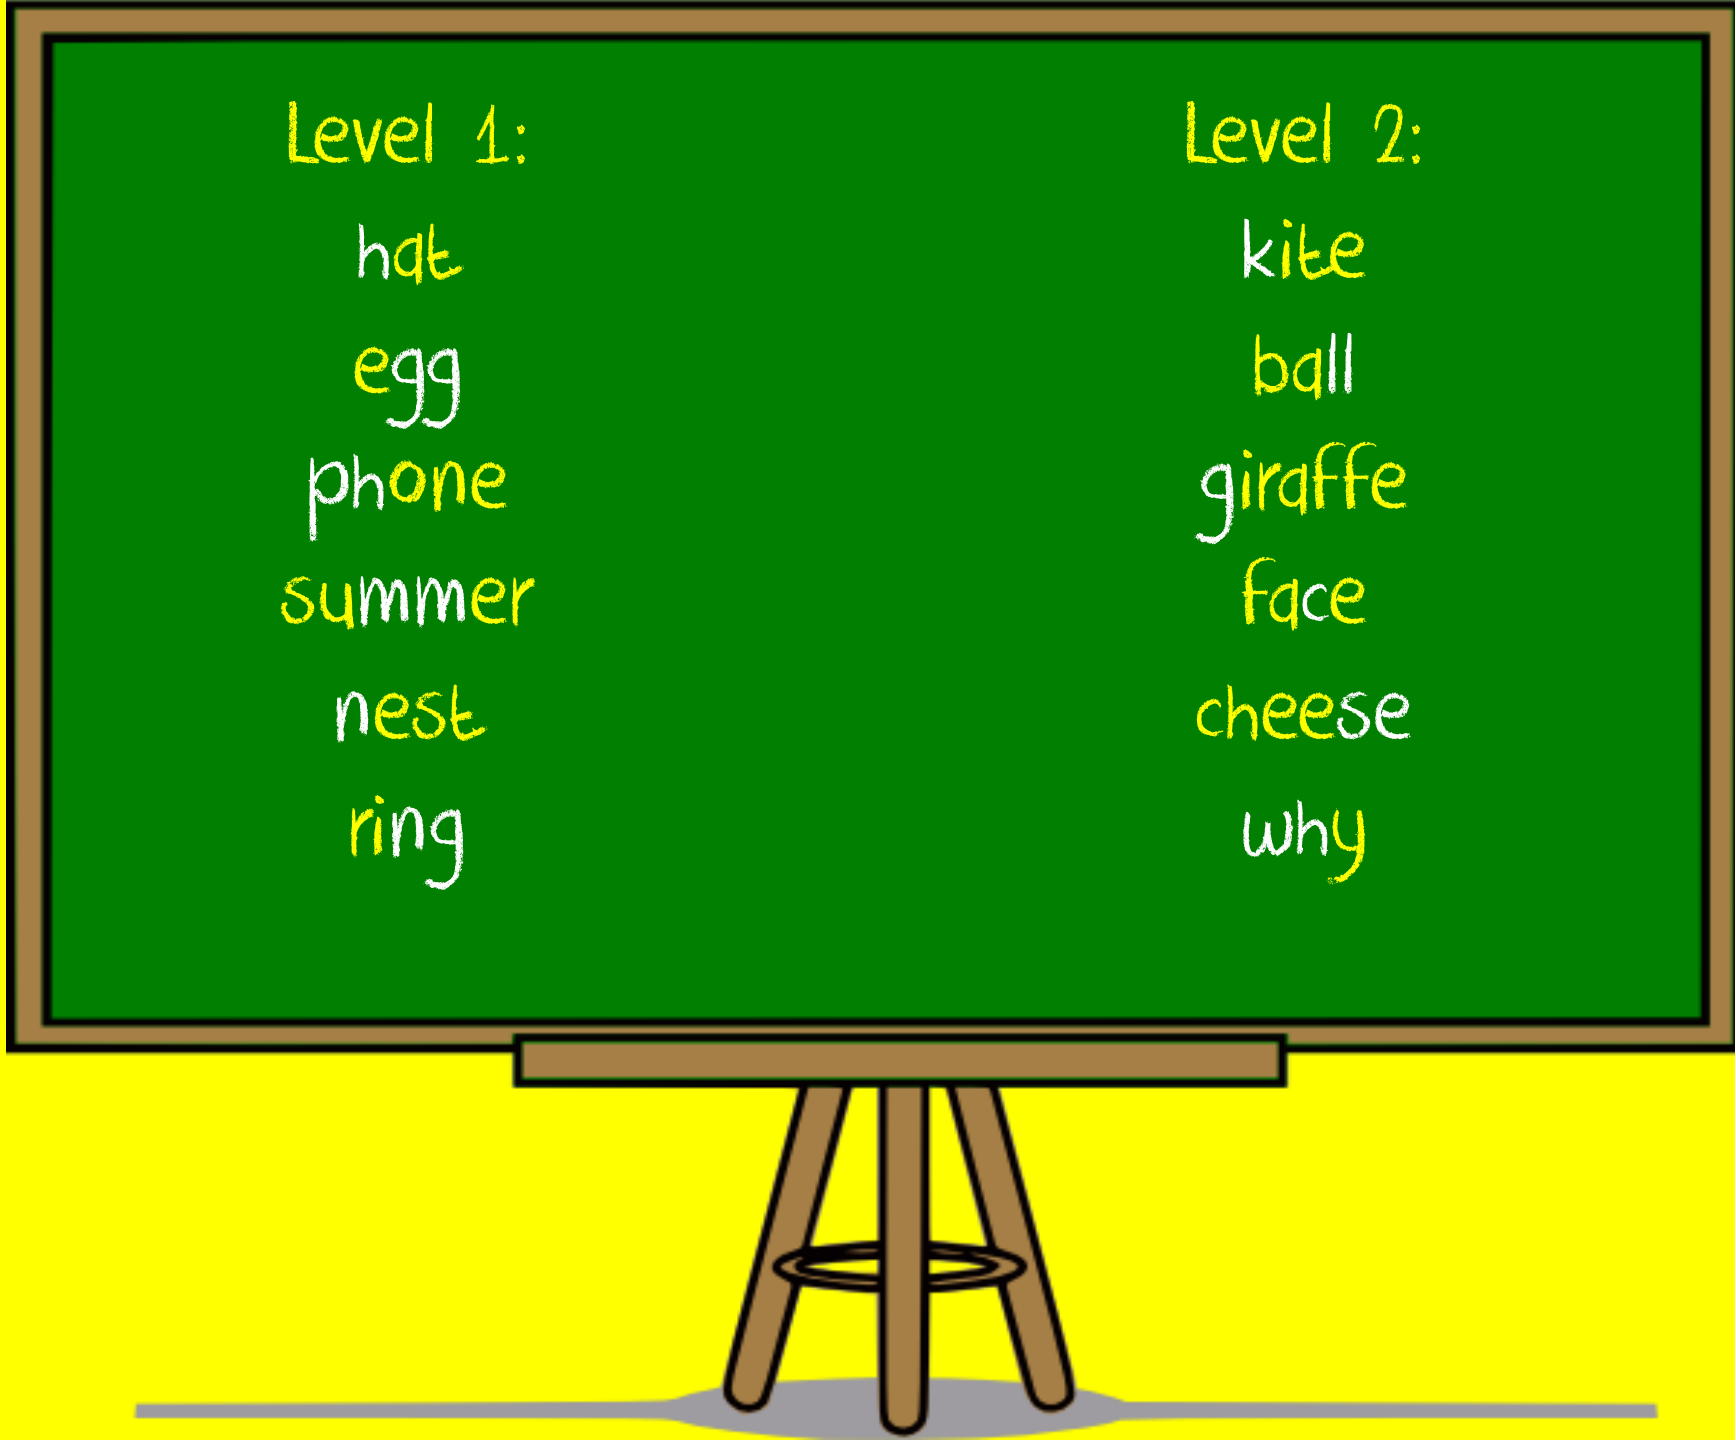 Level 1:
hat
egg
phone
summer
nest
ring
Level 2:
kite
ball
giraffe
face
cheese
why